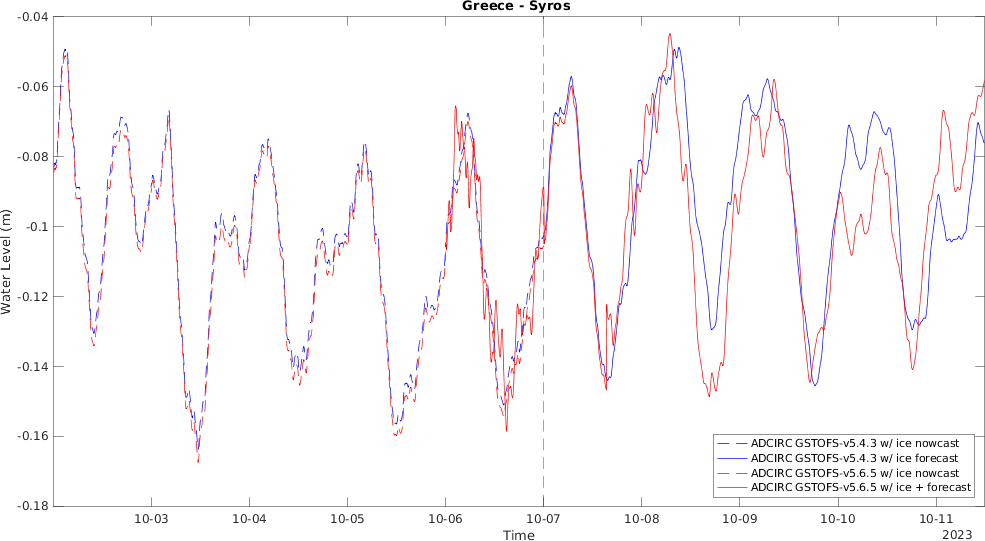 Greece - Syros
-0.04
-0.06
-0.08
-0.1
-0.12
-0.14
-0.16
-0.18
Water Level (m)
10-03 10-04 10-05 10-06 10-07 10-08 10-09 10-10 10-11
Time
2023
ADCIRC GSTOFS-v5.4.3 w/ ice nowcast
ADCIRC GSTOFS-v5.4.3 w/ ice forecast
ADCIRC GSTOFS-v5.6.5 w/ ice nowcast
ADCIRC GSTOFS-v5.6.5 w/ ice + forecast